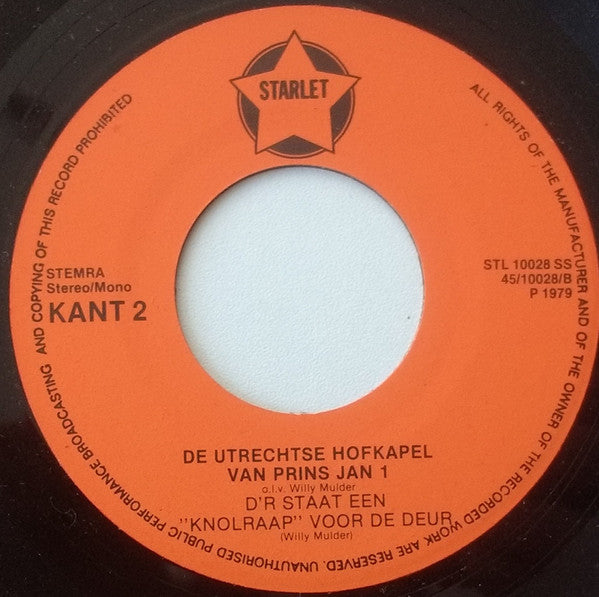 STARLET
ALL RIGHTS OF THE MANUFACTURER AND OF THE OWNER OF THE RECORDED WORK ARE RESERVED. UNAUTHORISED PUBLIC PERFORMANCE BROADCASTING AND COPYING OF THIS RECORD PROHIBITED
STEMRA
Stereo/Mono
KANT 2
STL 10028 SS
45/10028/B
P 1979
DE UTRECHTSE HOFKAPEL
VAN PRINS JAN 1
o.l.v. Willy Mulder
D'R STAAT EEN
"KNOLRAAP" VOOR DE DEUR
(Willy Mulder)